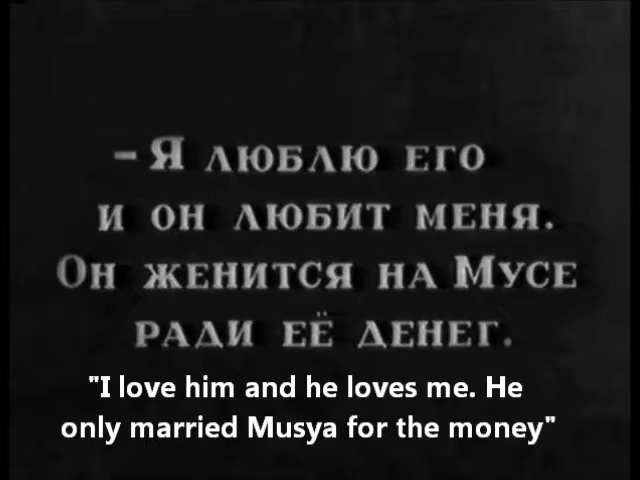 – Я люблю его
и он любит меня.
Он женится на Мусе
ради её денег.
"I love him and he loves me. He
only married Musya for the money"